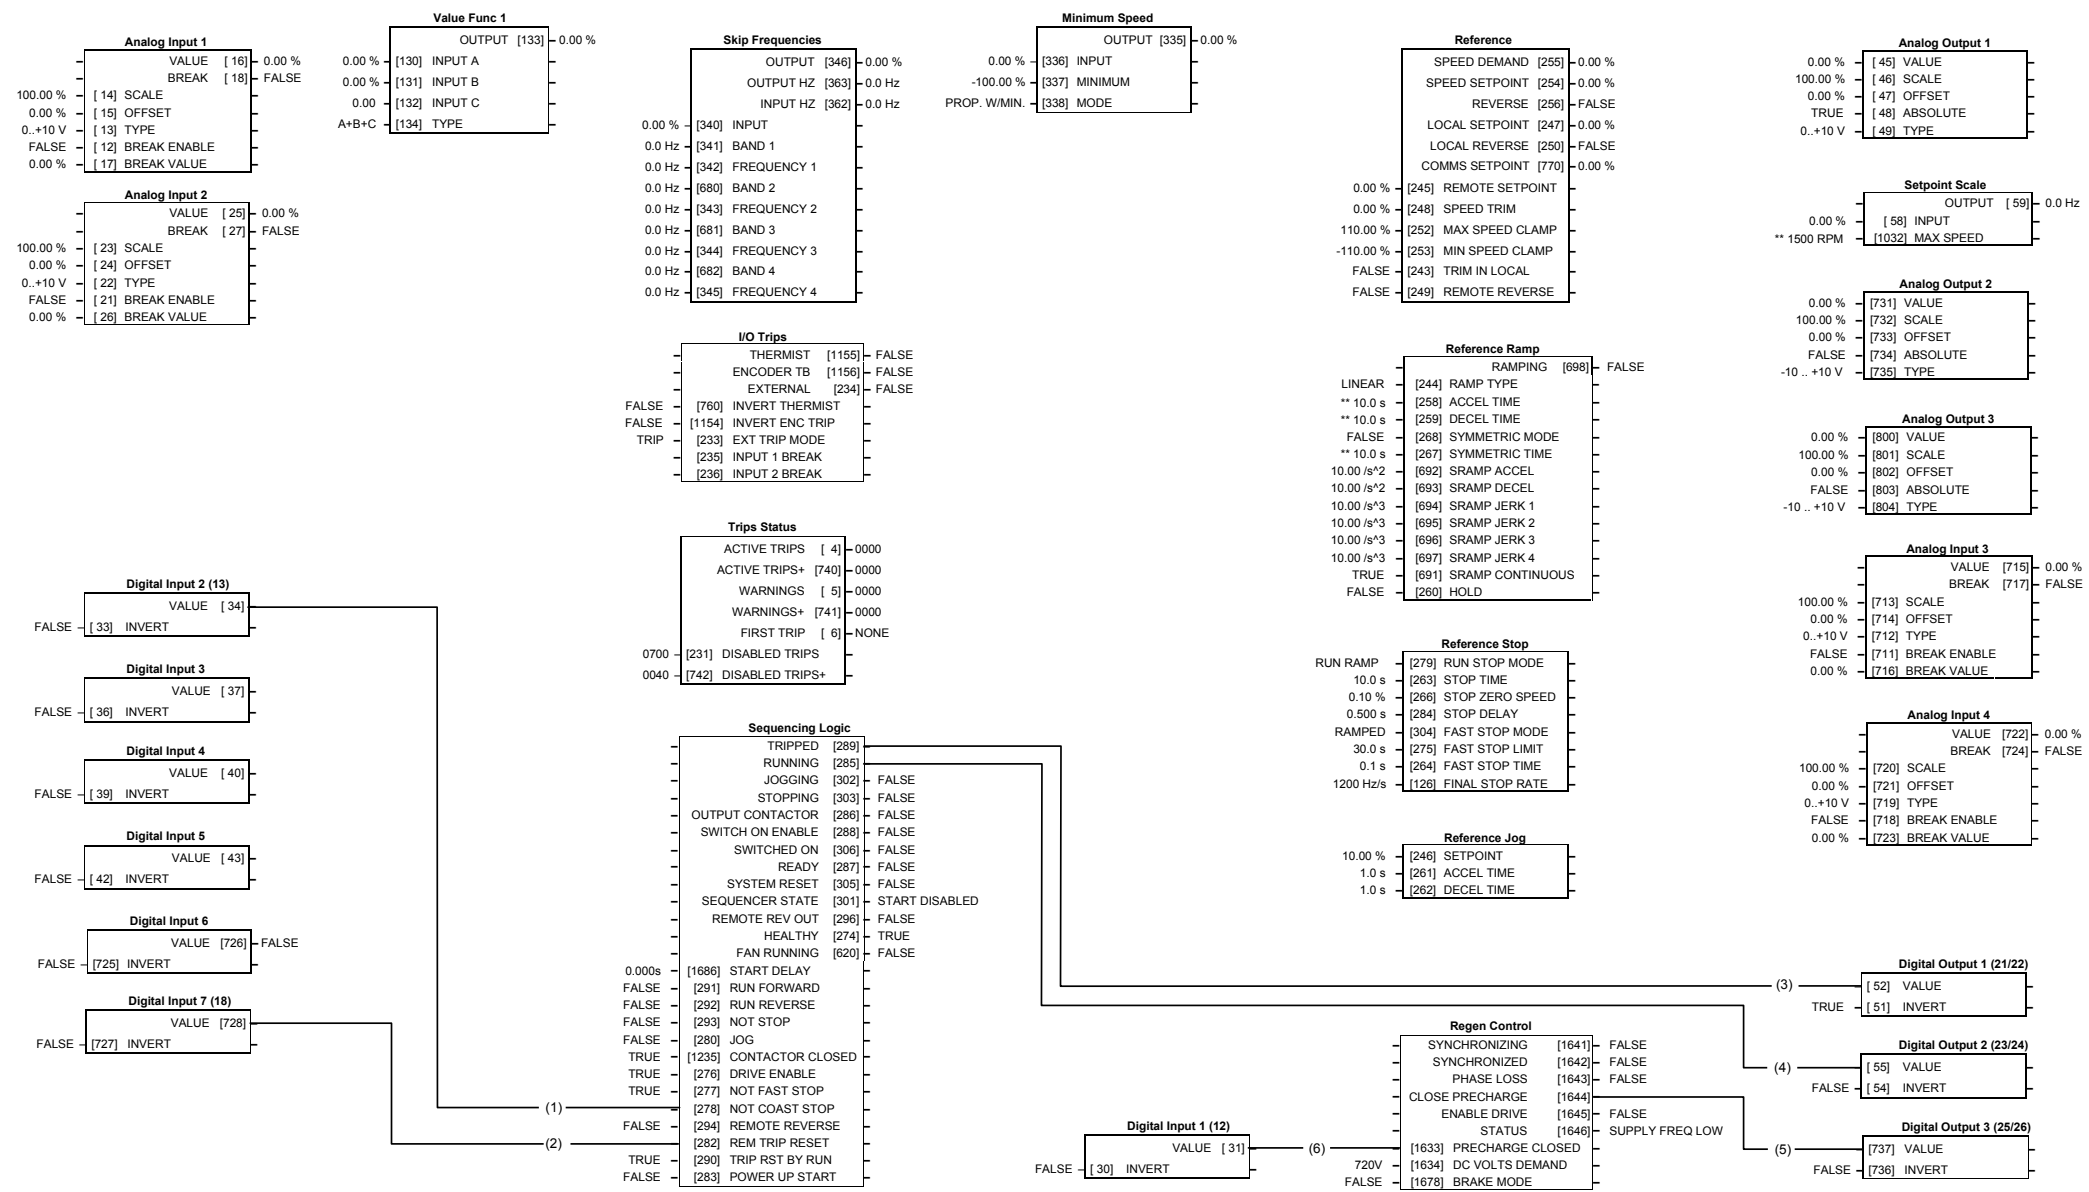 Analog Input 1
VALUE [ 16] 0.00 %
BREAK [ 18] FALSE
100.00 % [ 14] SCALE
0.00 % [ 15] OFFSET
0..+10 V [ 13] TYPE
FALSE [ 12] BREAK ENABLE
0.00 % [ 17] BREAK VALUE
Analog Input 2
VALUE [ 25] 0.00 %
BREAK [ 27] FALSE
100.00 % [ 23] SCALE
0.00 % [ 24] OFFSET
0..+10 V [ 22] TYPE
FALSE [ 21] BREAK ENABLE
0.00 % [ 26] BREAK VALUE
Digital Input 2 (13)
VALUE [ 34]
FALSE [ 33] INVERT
Digital Input 3
VALUE [ 37]
FALSE [ 36] INVERT
Digital Input 4
VALUE [ 40]
FALSE [ 39] INVERT
Digital Input 5
VALUE [ 43]
FALSE [ 42] INVERT
Digital Input 6
VALUE [726] FALSE
FALSE [725] INVERT
Digital Input 7 (18)
VALUE [728]
FALSE [727] INVERT
Value Func 1
OUTPUT [133] 0.00 %
0.00 % [130] INPUT A
0.00 % [131] INPUT B
0.00 [132] INPUT C
A+B+C [134] TYPE
(1)
(2)
Skip Frequencies
OUTPUT [346] 0.00 %
OUTPUT HZ [363] 0.0 Hz
INPUT HZ [362] 0.0 Hz
0.00 % [340] INPUT
0.0 Hz [341] BAND 1
0.0 Hz [342] FREQUENCY 1
0.0 Hz [680] BAND 2
0.0 Hz [343] FREQUENCY 2
0.0 Hz [681] BAND 3
0.0 Hz [344] FREQUENCY 3
0.0 Hz [682] BAND 4
0.0 Hz [345] FREQUENCY 4
I/O Trips
THERMIST [1155] FALSE
ENCODER TB [1156] FALSE
EXTERNAL [234] FALSE
FALSE [760] INVERT THERMIST
FALSE [1154] INVERT ENC TRIP
TRIP [233] EXT TRIP MODE
[235] INPUT 1 BREAK
[236] INPUT 2 BREAK
Trips Status
ACTIVE TRIPS [ 4] 0000
ACTIVE TRIPS+ [740] 0000
WARNINGS [ 5] 0000
WARNINGS+ [741] 0000
FIRST TRIP [ 6] NONE
0700 [231] DISABLED TRIPS
0040 [742] DISABLED TRIPS+
Sequencing Logic
TRIPPED [289]
RUNNING [285]
JOGGING [302] FALSE
STOPPING [303] FALSE
OUTPUT CONTACTOR [286] FALSE
SWITCH ON ENABLE [288] FALSE
SWITCHED ON [306] FALSE
READY [287] FALSE
SYSTEM RESET [305] FALSE
SEQUENCER STATE [301] START DISABLED
REMOTE REV OUT [296] FALSE
HEALTHY [274] TRUE
FAN RUNNING [620] FALSE
0.000s [1686] START DELAY
FALSE [291] RUN FORWARD
FALSE [292] RUN REVERSE
FALSE [293] NOT STOP
FALSE [280] JOG
TRUE [1235] CONTACTOR CLOSED
TRUE [276] DRIVE ENABLE
TRUE [277] NOT FAST STOP
[278] NOT COAST STOP
FALSE [294] REMOTE REVERSE
[282] REM TRIP RESET
TRUE [290] TRIP RST BY RUN
FALSE [283] POWER UP START
Minimum Speed
OUTPUT [335] 0.00 %
0.00 % [336] INPUT
-100.00 % [337] MINIMUM
PROP. W/MIN. [338] MODE
Digital Input 1 (12)
VALUE [ 31]
FALSE [ 30] INVERT
(6)
Reference
SPEED DEMAND [255] 0.00 %
SPEED SETPOINT [254] 0.00 %
REVERSE [256] FALSE
LOCAL SETPOINT [247] 0.00 %
LOCAL REVERSE [250] FALSE
COMMS SETPOINT [770] 0.00 %
0.00 % [245] REMOTE SETPOINT
0.00 % [248] SPEED TRIM
110.00 % [252] MAX SPEED CLAMP
-110.00 % [253] MIN SPEED CLAMP
FALSE [243] TRIM IN LOCAL
FALSE [249] REMOTE REVERSE
Reference Ramp
RAMPING [698] FALSE
LINEAR [244] RAMP TYPE
** 10.0 s [258] ACCEL TIME
** 10.0 s [259] DECEL TIME
FALSE [268] SYMMETRIC MODE
** 10.0 s [267] SYMMETRIC TIME
10.00 /s^2 [692] SRAMP ACCEL
10.00 /s^2 [693] SRAMP DECEL
10.00 /s^3 [694] SRAMP JERK 1
10.00 /s^3 [695] SRAMP JERK 2
10.00 /s^3 [696] SRAMP JERK 3
10.00 /s^3 [697] SRAMP JERK 4
TRUE [691] SRAMP CONTINUOUS
FALSE [260] HOLD
Reference Stop
RUN RAMP [279] RUN STOP MODE
10.0 s [263] STOP TIME
0.10 % [266] STOP ZERO SPEED
0.500 s [284] STOP DELAY
RAMPED [304] FAST STOP MODE
30.0 s [275] FAST STOP LIMIT
0.1 s [264] FAST STOP TIME
1200 Hz/s [126] FINAL STOP RATE
Reference Jog
10.00 % [246] SETPOINT
1.0 s [261] ACCEL TIME
1.0 s [262] DECEL TIME
Regen Control
SYNCHRONIZING [1641] FALSE
SYNCHRONIZED [1642] FALSE
PHASE LOSS [1643] FALSE
CLOSE PRECHARGE [1644]
ENABLE DRIVE [1645] FALSE
STATUS [1646] SUPPLY FREQ LOW
[1633] PRECHARGE CLOSED
720V [1634] DC VOLTS DEMAND
FALSE [1678] BRAKE MODE
Analog Output 1
0.00 % [ 45] VALUE
100.00 % [ 46] SCALE
0.00 % [ 47] OFFSET
TRUE [ 48] ABSOLUTE
0..+10 V [ 49] TYPE
Setpoint Scale
OUTPUT [ 59] 0.0 Hz
0.00 % [ 58] INPUT
** 1500 RPM [1032] MAX SPEED
Analog Output 2
0.00 % [731] VALUE
100.00 % [732] SCALE
0.00 % [733] OFFSET
FALSE [734] ABSOLUTE
-10 .. +10 V [735] TYPE
Analog Output 3
0.00 % [800] VALUE
100.00 % [801] SCALE
0.00 % [802] OFFSET
FALSE [803] ABSOLUTE
-10 .. +10 V [804] TYPE
Analog Input 3
VALUE [715] 0.00 %
BREAK [717] FALSE
100.00 % [713] SCALE
0.00 % [714] OFFSET
0..+10 V [712] TYPE
FALSE [711] BREAK ENABLE
0.00 % [716] BREAK VALUE
Analog Input 4
VALUE [722] 0.00 %
BREAK [724] FALSE
100.00 % [720] SCALE
0.00 % [721] OFFSET
0..+10 V [719] TYPE
FALSE [718] BREAK ENABLE
0.00 % [723] BREAK VALUE
Digital Output 1 (21/22)
(3) [ 52] VALUE
TRUE [ 51] INVERT
Digital Output 2 (23/24)
(4) [ 55] VALUE
FALSE [ 54] INVERT
Digital Output 3 (25/26)
(5) [737] VALUE
FALSE [736] INVERT